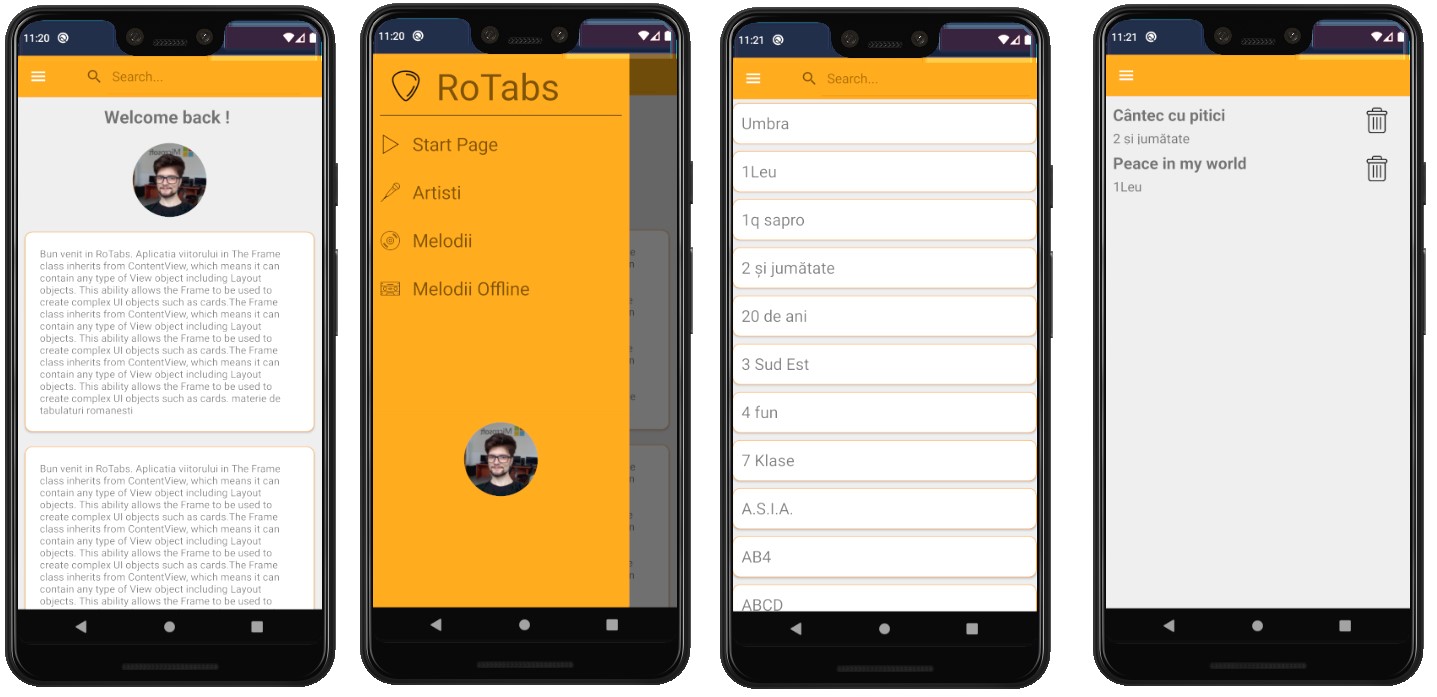 11:20
Search...
Welcome back !
Microsoft
Bun venit in RoTabs. Aplicatia viitorului in The Frame
class inherits from ContentView, which means it can
contain any type of View object including Layout
objects. This ability allows the Frame to be used to
create complex UI objects such as cards.The Frame
class inherits from ContentView, which means it can
contain any type of View object including Layout
objects. This ability allows the Frame to be used to
create complex UI objects such as cards.The Frame
class inherits from ContentView, which means it can
contain any type of View object including Layout
objects. This ability allows the Frame to be used to
create complex UI objects such as cards. materie de
tabulaturi romanesti
Bun venit in RoTabs. Aplicatia viitorului in The Frame
class inherits from ContentView, which means it can
contain any type of View object including Layout
objects. This ability allows the Frame to be used to
create complex UI objects such as cards.The Frame
class inherits from ContentView, which means it can
contain any type of View object including Layout
objects. This ability allows the Frame to be used to
create complex UI objects such as cards.The Frame
class inherits from ContentView, which means it can
contain any type of View object including Layout
objects. This ability allows the Frame to be used to
11:20
RoTabs
Start Page
Artisti
Melodii
Melodii Offline
Microsoft
11:21
Search...
Umbra
1Leu
1q sapro
2 și jumătate
20 de ani
3 Sud Est
4 fun
7 Klase
A.S.I.A.
AB4
ABCD
11:21
Cântec cu pitici
2 si jumătate
Peace in my world
1Leu